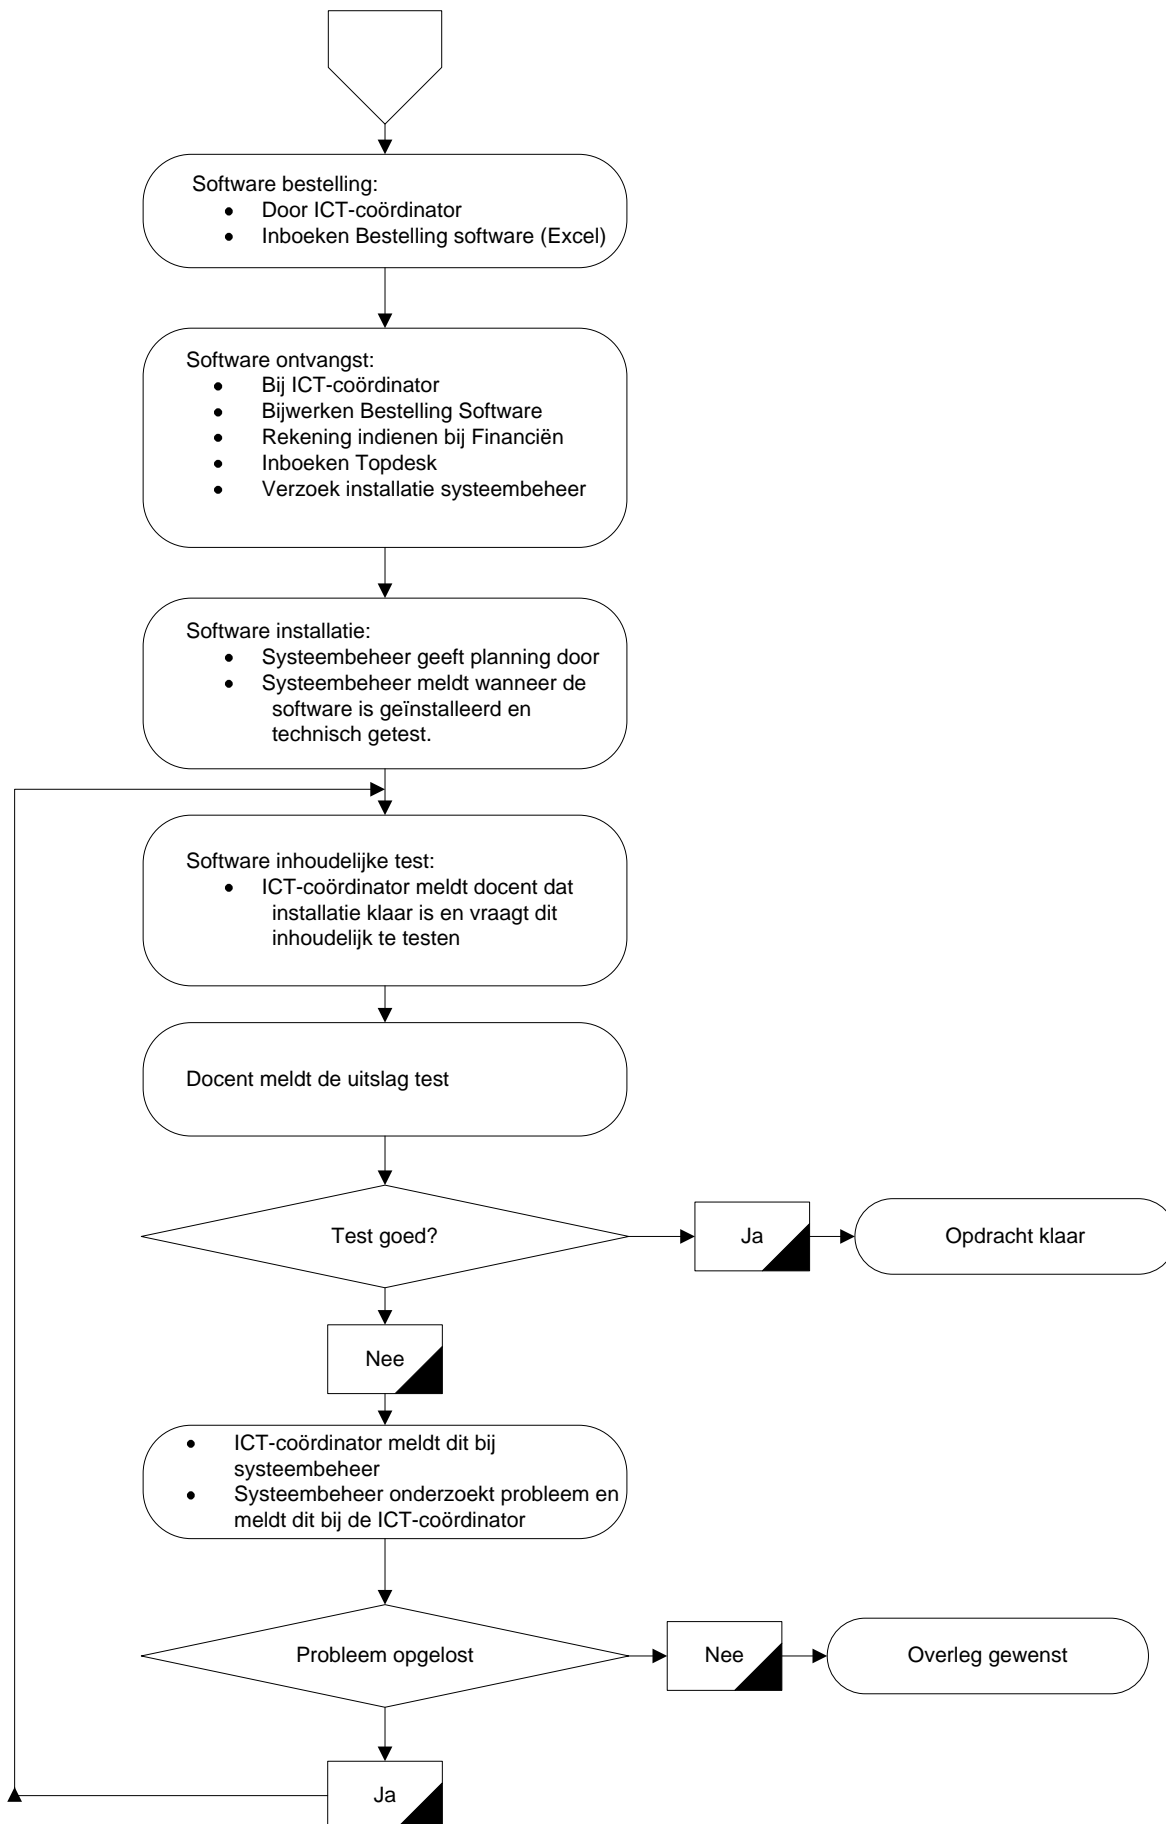 Software bestelling:
• Door ICT-coördinator
• Inboeken Bestelling software (Excel)
Software ontvangst:
• Bij ICT-coördinator
• Bijwerken Bestelling Software
• Rekening indienen bij Financiën
• Inboeken Topdesk
• Verzoek installatie systeembeheer
Software installatie:
• Systeembeheer geeft planning door
• Systeembeheer meldt wanneer de
software is geïnstalleerd en
technisch getest.
Software inhoudelijke test:
• ICT-coördinator meldt docent dat
installatie klaar is en vraagt dit
inhoudelijk te testen
Docent meldt de uitslag test
Test goed?
Ja
Opdracht klaar
Nee
• ICT-coördinator meldt dit bij
systeembeheer
• Systeembeheer onderzoekt probleem en
meldt dit bij de ICT-coördinator
Probleem opgelost
Nee
Overleg gewenst
Ja